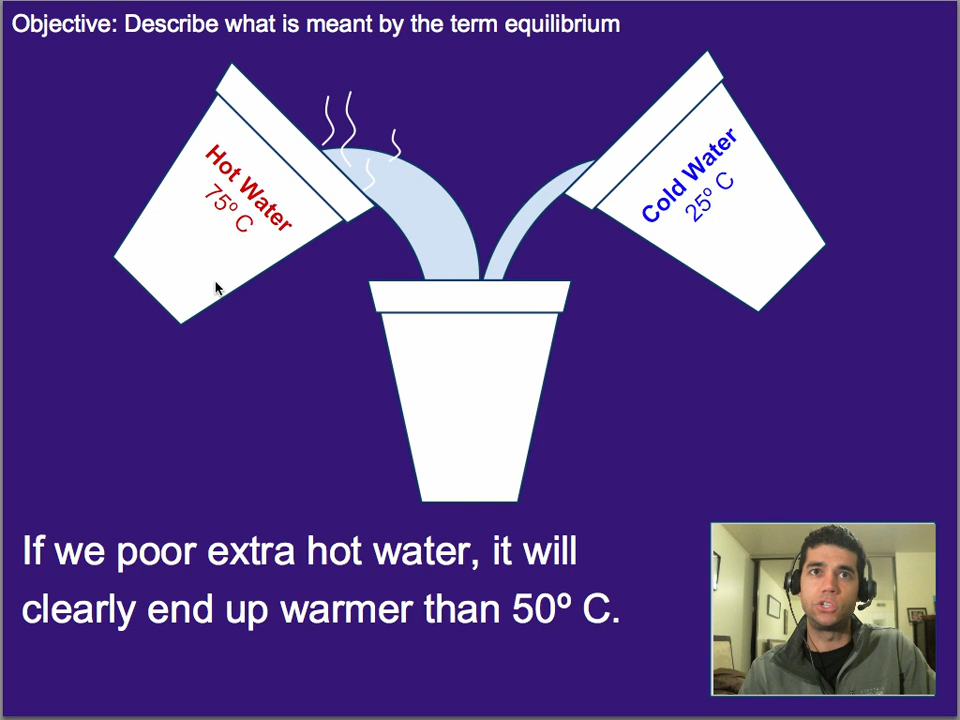 Objective: Describe what is meant by the term equilibrium
Hot Water
75º C
Cold Water
25º C
If we poor extra hot water, it will
clearly end up warmer than 50º C.